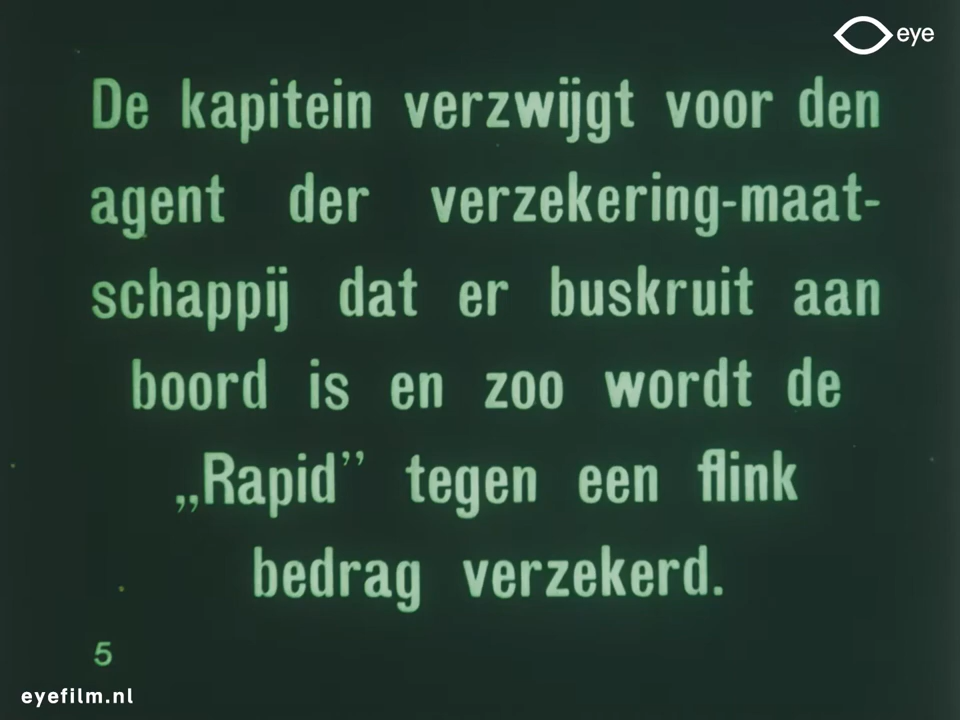 eye
De kapitein verzwijgt voor den
agent der verzekering-maat-
schappij dat er buskruit aan
boord is en zoo wordt de
„Rapid” tegen een flink
bedrag verzekerd.
5
eyefilm.nl